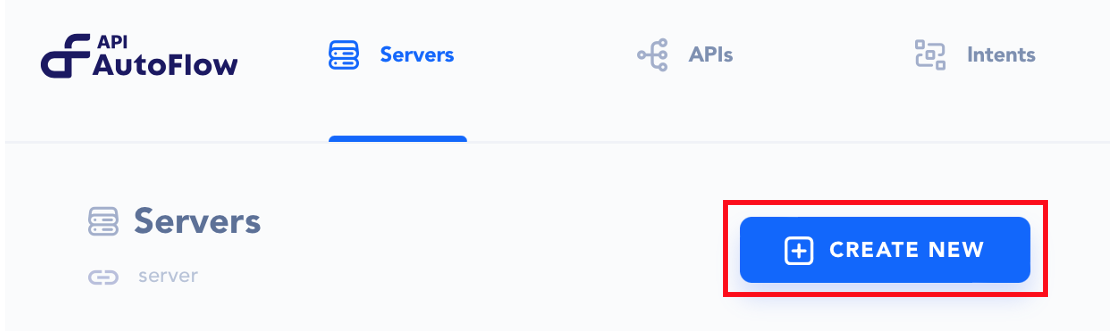 API
AutoFlow
Servers
APIs
Intents
Servers
server
CREATE NEW